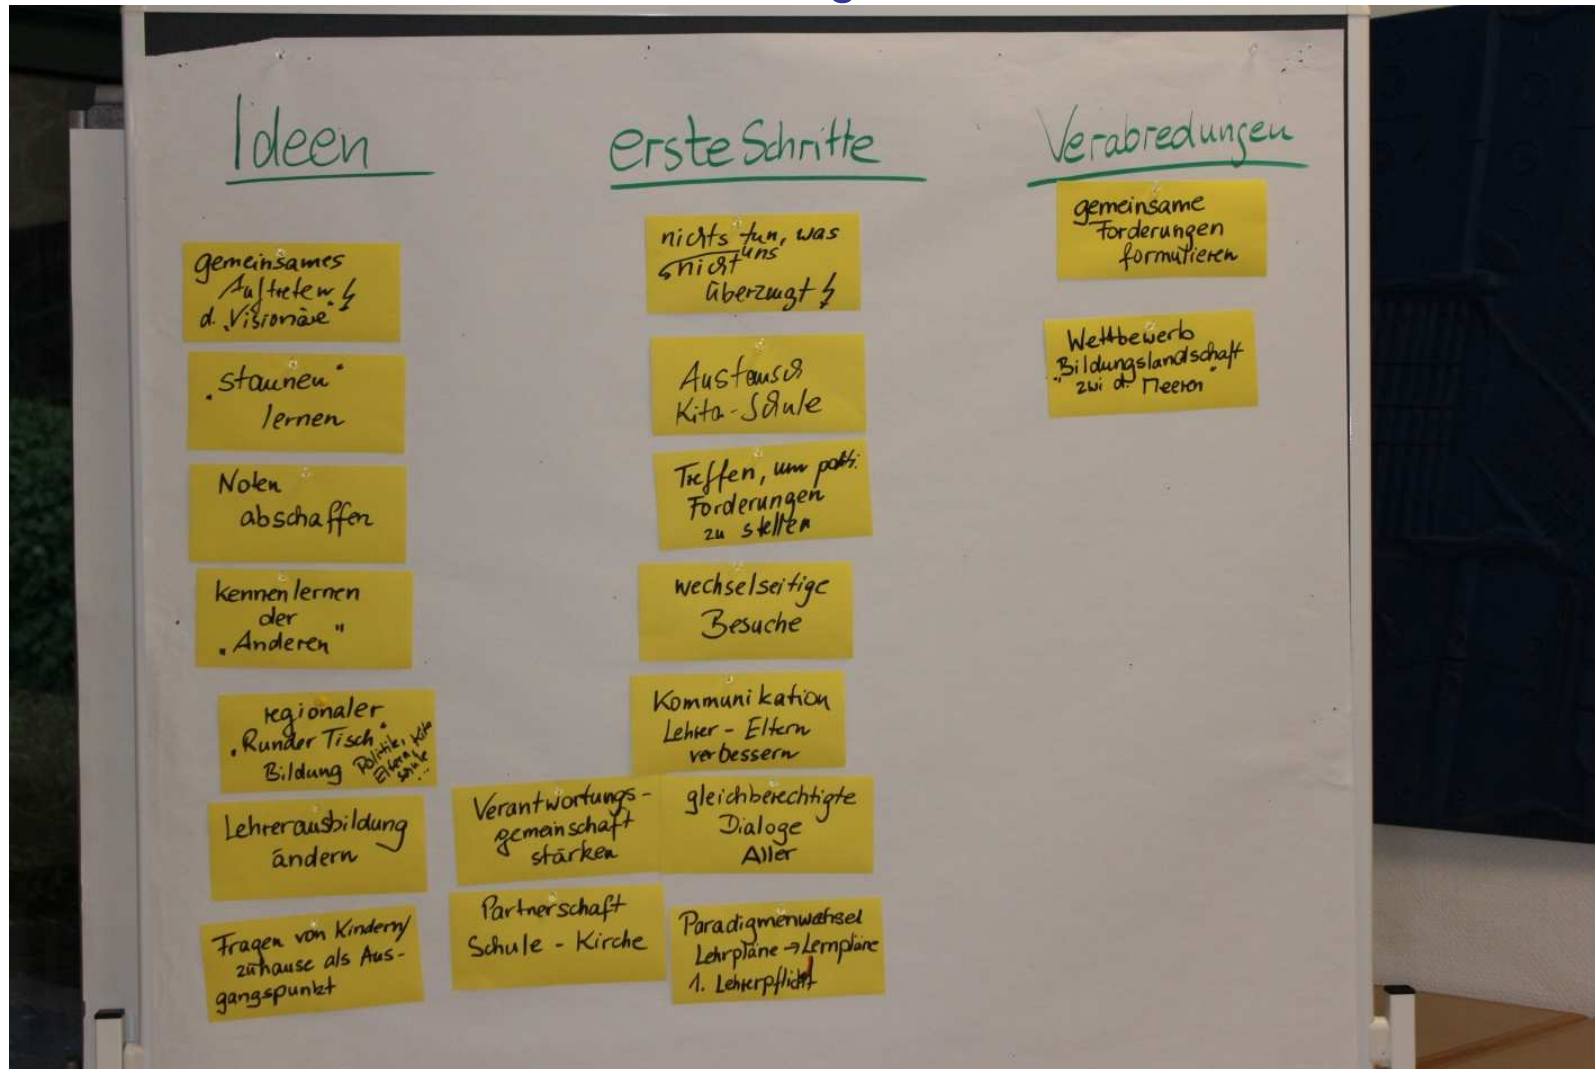 Ideen
gemeinsames
Auftreten
d. „Visionäre"
„staunen"
lernen
Noten
abschaffen
kennenlernen
der
„Anderen"
regionaler
„Runder Tisch"
Bildung Politik, Kita
Eltern,
Schule ...
Lehrerausbildung
ändern
Fragen von Kindern/
zuhause als Aus-
gangspunkt
Verantwortungs-
gemeinschaft
stärken
Partnerschaft
Schule - Kirche
erste Schritte
nichts tun, was
uns
nicht
überzeugt
Austausch
Kita-Schule
Treffen, um polit.
Forderungen
zu stellen
wechselseitige
Besuche
Kommunikation
Lehrer - Eltern
verbessern
gleichberechtigte
Dialoge
Aller
Paradigmenwechsel
Lehrpläne → Lernpläne
1. Lehrerpflicht
Verabredungen
gemeinsame
Forderungen
formulieren
Wettbewerb
„Bildungslandschaft
zwi d. Meeren"